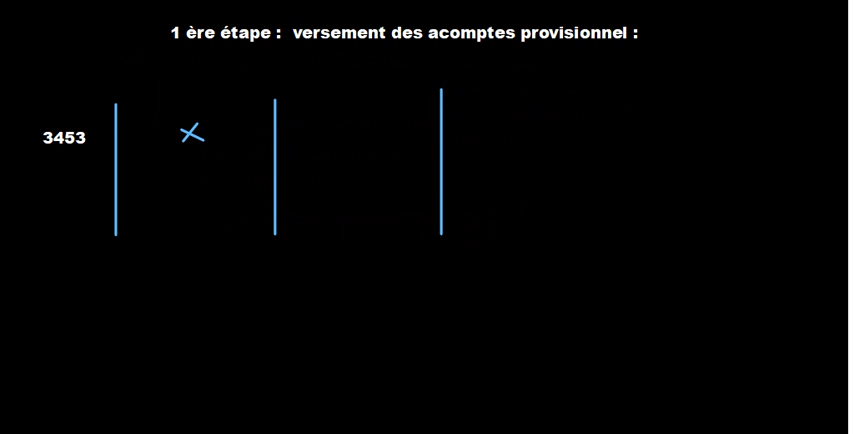 1 ère étape :  versement des acomptes provisionnel :
3453